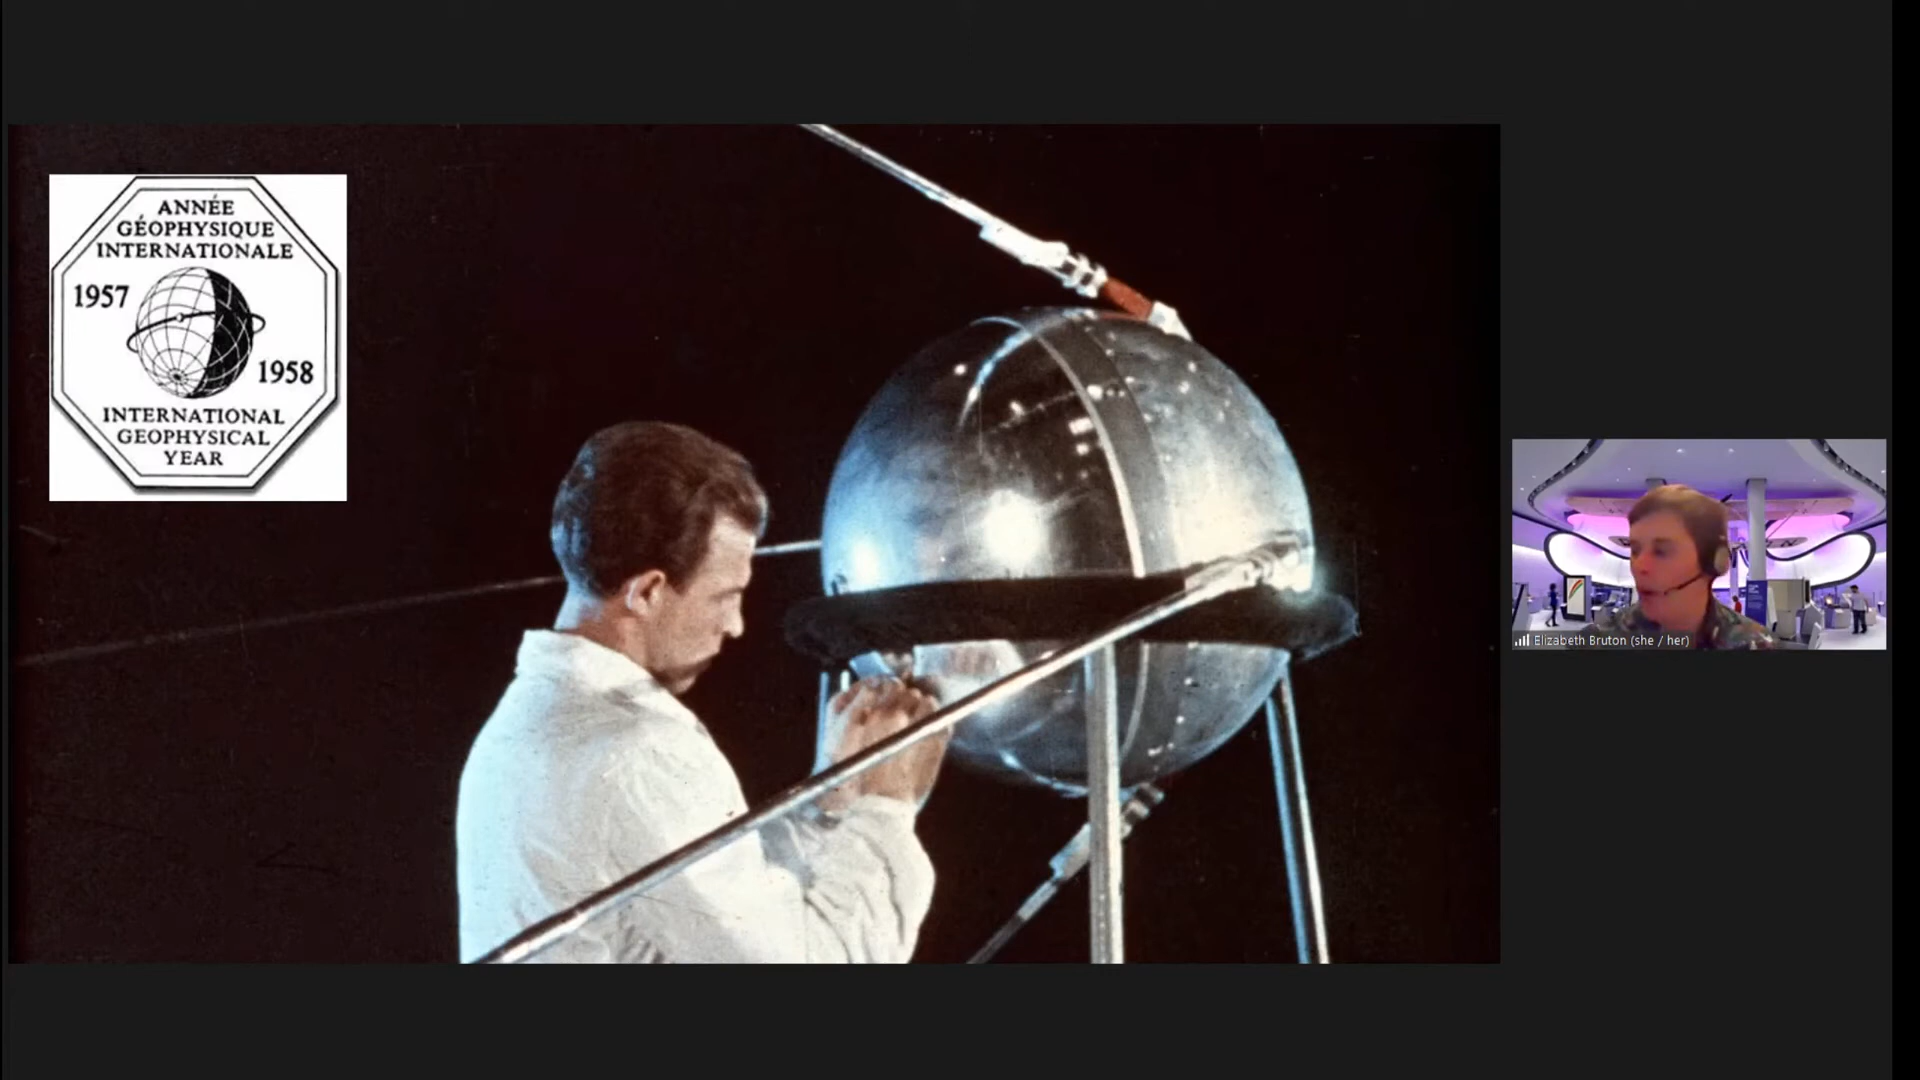 ANNÉE
GÉOPHYSIQUE
INTERNATIONALE
1957
1958
INTERNATIONAL
GEOPHYSICAL
YEAR
Elizabeth Bruton (she / her)